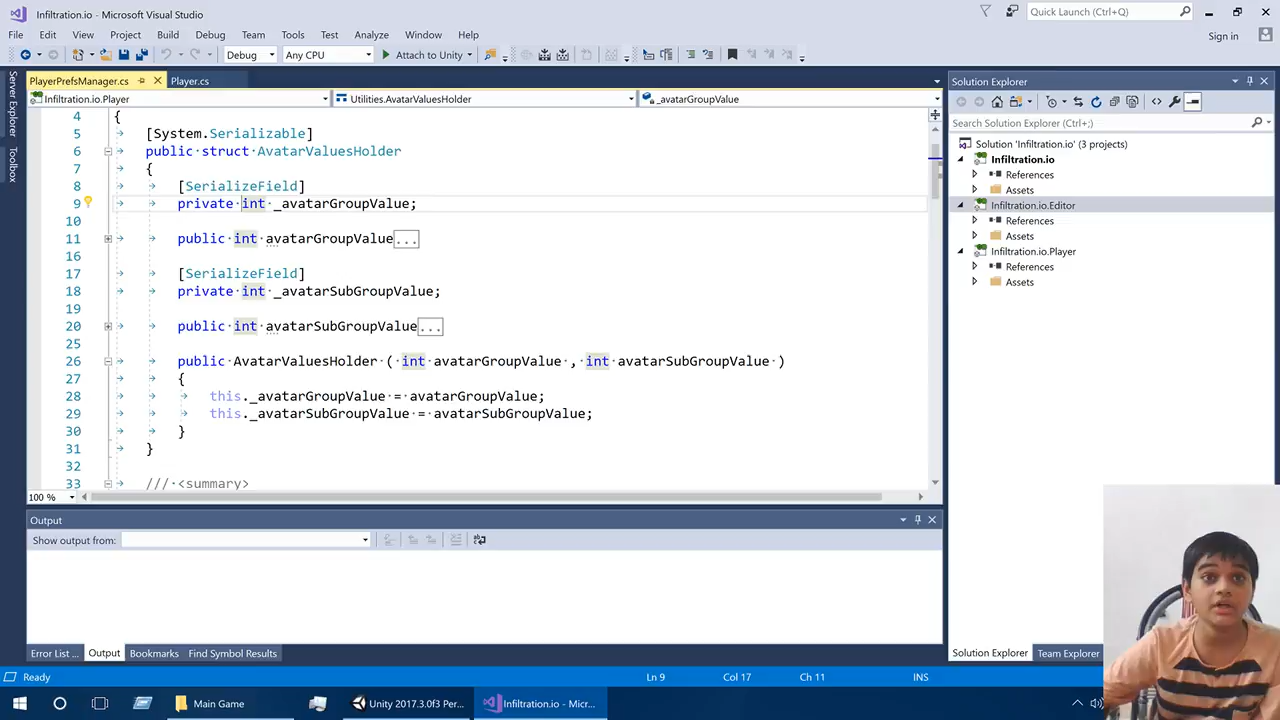 Infiltration.io - Microsoft Visual Studio
Quick Launch (Ctrl+Q)
File Edit View Project Build Debug Team Tools Test Analyze Window Help
Sign in
Debug Any CPU Attach to Unity
Server Explorer
Toolbox
PlayerPrefsManager.cs Player.cs
Infiltration.io.Player Utilities.AvatarValuesHolder _avatarGroupValue
4 {
5 [System.Serializable]
6 public struct AvatarValuesHolder
7 {
8 [SerializeField]
9 private int _avatarGroupValue;
10
11 public int avatarGroupValue...
16
17 [SerializeField]
18 private int _avatarSubGroupValue;
19
20 public int avatarSubGroupValue...
25
26 public AvatarValuesHolder ( int avatarGroupValue , int avatarSubGroupValue )
27 {
28 this._avatarGroupValue = avatarGroupValue;
29 this._avatarSubGroupValue = avatarSubGroupValue;
30 }
31 }
32
33 /// <summary>
100 %
Output
Show output from:
Error List ... Output Bookmarks Find Symbol Results
Solution Explorer
Search Solution Explorer (Ctrl+;)
Solution 'Infiltration.io' (3 projects)
Infiltration.io
References
Assets
Infiltration.io.Editor
References
Assets
Infiltration.io.Player
References
Assets
Solution Explorer Team Explorer
Ready Ln 9 Col 17 Ch 11 INS
Main Game Unity 2017.3.0f3 Per... Infiltration.io - Micr...